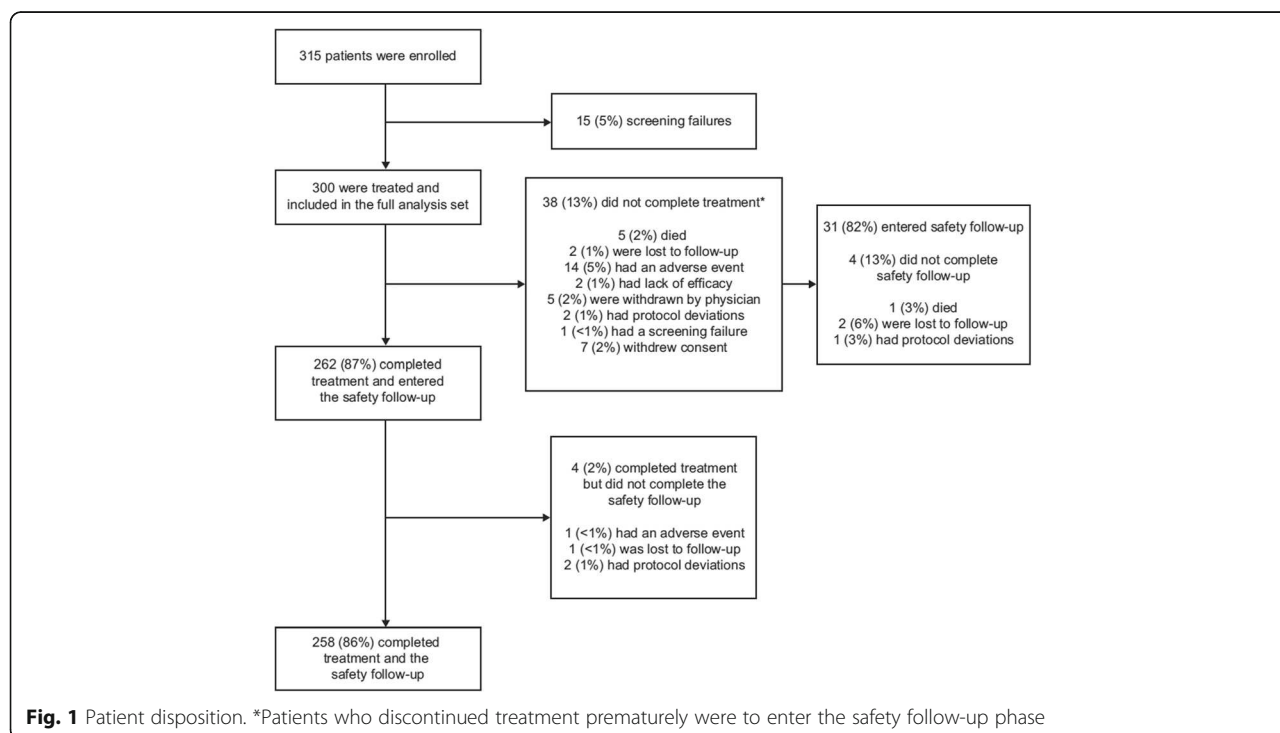 315 patients were enrolled
15 (5%) screening failures
300 were treated and
included in the full analysis set
38 (13%) did not complete treatment*
5 (2%) died
2 (1%) were lost to follow-up
14 (5%) had an adverse event
2 (1%) had lack of efficacy
5 (2%) were withdrawn by physician
2 (1%) had protocol deviations
1 (<1%) had a screening failure
7 (2%) withdrew consent
31 (82%) entered safety follow-up
4 (13%) did not complete
safety follow-up
1 (3%) died
2 (6%) were lost to follow-up
1 (3%) had protocol deviations
262 (87%) completed
treatment and entered
the safety follow-up
4 (2%) completed treatment
but did not complete the
safety follow-up
1 (<1%) had an adverse event
1 (<1%) was lost to follow-up
2 (1%) had protocol deviations
258 (86%) completed
treatment and the
safety follow-up
Fig. 1 Patient disposition. *Patients who discontinued treatment prematurely were to enter the safety follow-up phase